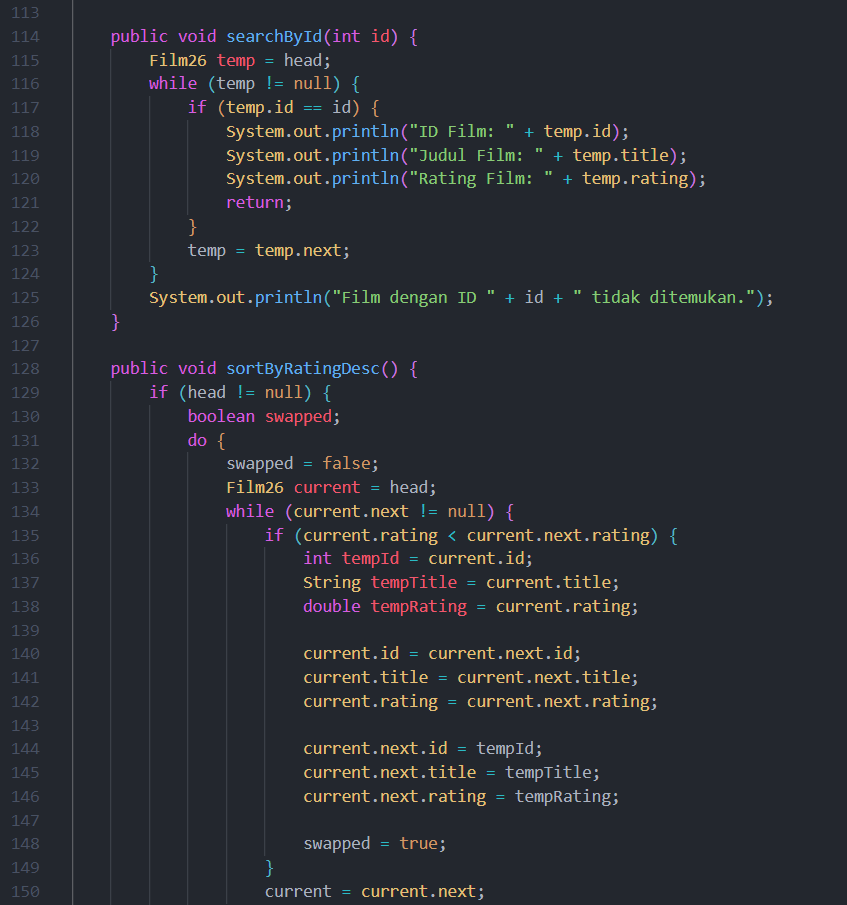 113
114     public void searchById(int id) {
115         Film26 temp = head;
116         while (temp != null) {
117             if (temp.id == id) {
118                 System.out.println("ID Film: " + temp.id);
119                 System.out.println("Judul Film: " + temp.title);
120                 System.out.println("Rating Film: " + temp.rating);
121                 return;
122             }
123             temp = temp.next;
124         }
125         System.out.println("Film dengan ID " + id + " tidak ditemukan.");
126     }
127
128     public void sortByRatingDesc() {
129         if (head != null) {
130             boolean swapped;
131             do {
132                 swapped = false;
133                 Film26 current = head;
134                 while (current.next != null) {
135                     if (current.rating < current.next.rating) {
136                         int tempId = current.id;
137                         String tempTitle = current.title;
138                         double tempRating = current.rating;
139
140                         current.id = current.next.id;
141                         current.title = current.next.title;
142                         current.rating = current.next.rating;
143
144                         current.next.id = tempId;
145                         current.next.title = tempTitle;
146                         current.next.rating = tempRating;
147
148                         swapped = true;
149                     }
150                     current = current.next;